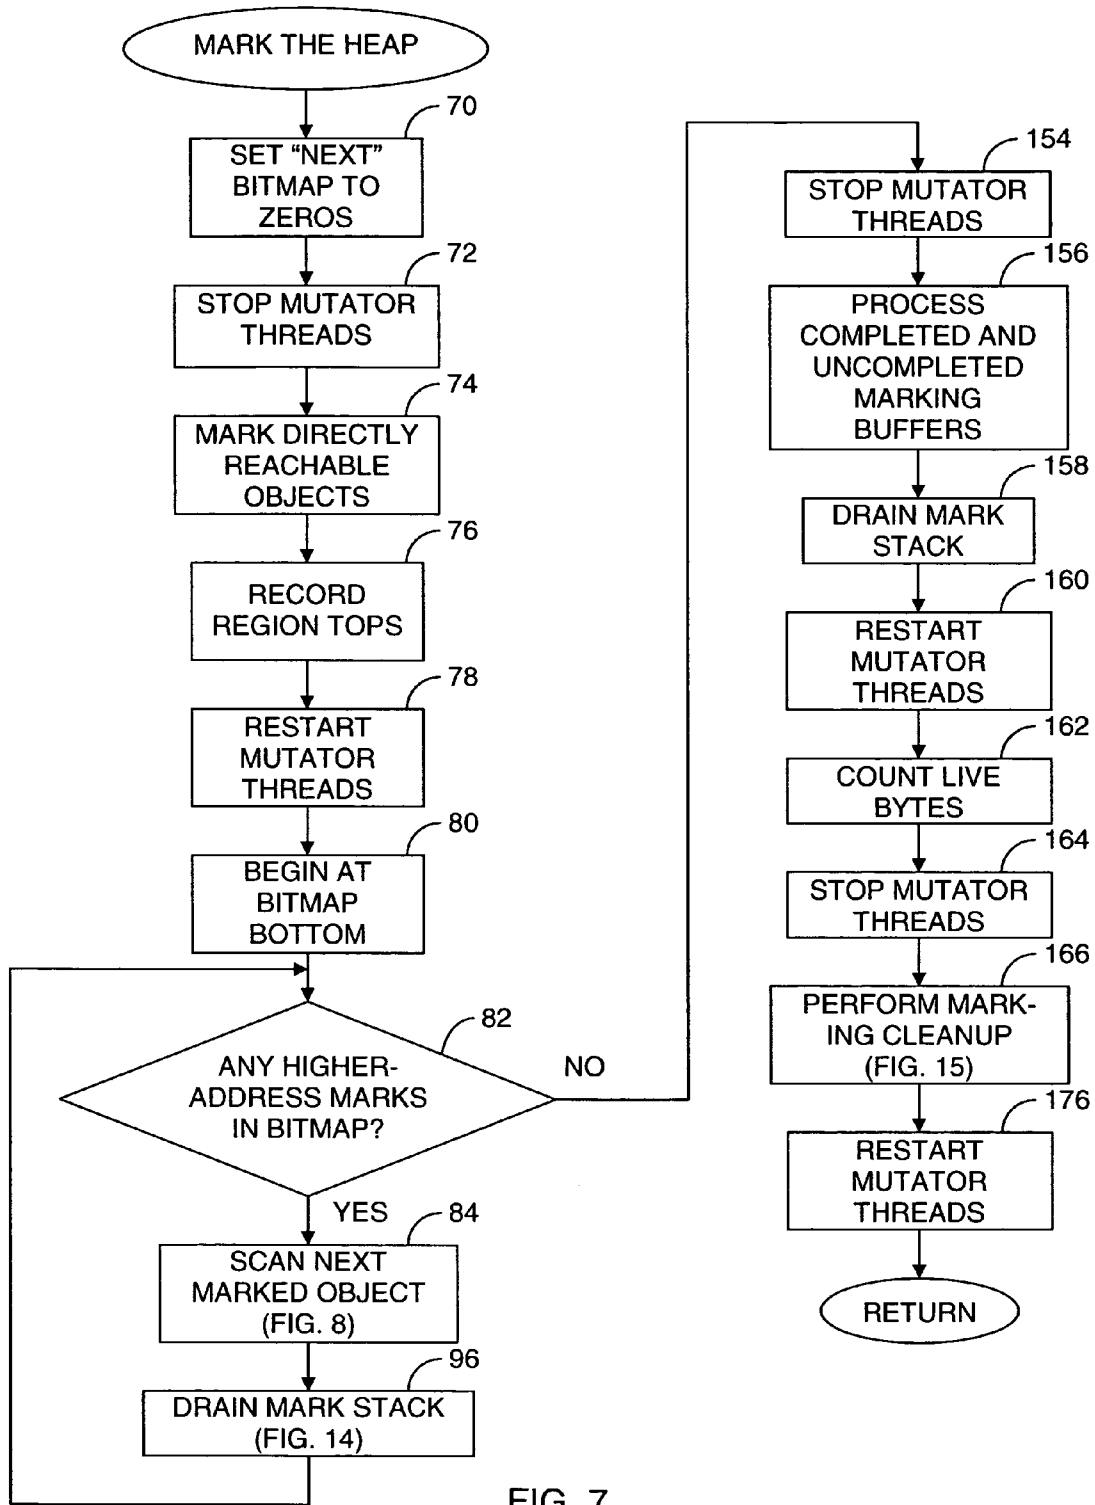 MARK THE HEAP
70
SET “NEXT”
BITMAP TO
ZEROS
72
STOP MUTATOR
THREADS
74
MARK DIRECTLY
REACHABLE
OBJECTS
76
RECORD
REGION TOPS
78
RESTART
MUTATOR
THREADS
80
BEGIN AT
BITMAP
BOTTOM
82
ANY HIGHER-
ADDRESS MARKS
IN BITMAP?
NO
YES
84
SCAN NEXT
MARKED OBJECT
(FIG. 8)
96
DRAIN MARK STACK
(FIG. 14)
154
STOP MUTATOR
THREADS
156
PROCESS
COMPLETED AND
UNCOMPLETED
MARKING
BUFFERS
158
DRAIN MARK
STACK
160
RESTART
MUTATOR
THREADS
162
COUNT LIVE
BYTES
164
STOP MUTATOR
THREADS
166
PERFORM MARK-
ING CLEANUP
(FIG. 15)
176
RESTART
MUTATOR
THREADS
RETURN
FIG. 7